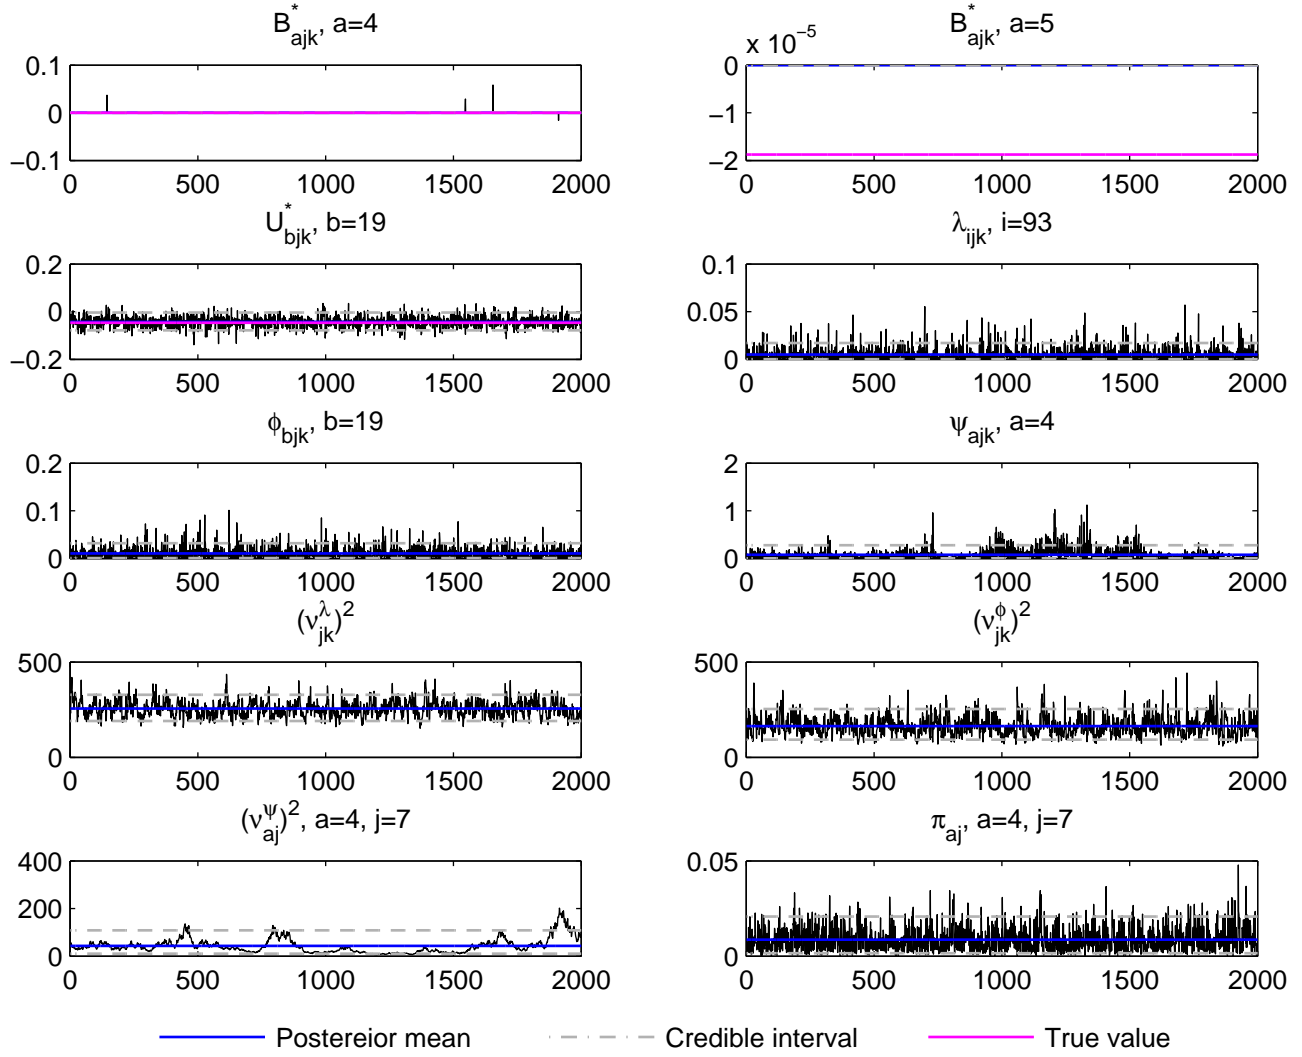 B*ajk, a=4
0.1
0
−0.1
0 500 1000 1500 2000
B*ajk, a=5
x 10−5
0
−1
−2
0 500 1000 1500 2000
U*bjk, b=19
0.2
0
−0.2
0 500 1000 1500 2000
λijk, i=93
0.1
0.05
0
0 500 1000 1500 2000
ϕbjk, b=19
0.2
0.1
0
0 500 1000 1500 2000
ψajk, a=4
2
1
0
0 500 1000 1500 2000
(νλjk)2
500
0
0 500 1000 1500 2000
(νϕjk)2
500
0
0 500 1000 1500 2000
(νψaj)2, a=4, j=7
400
200
0
0 500 1000 1500 2000
πaj, a=4, j=7
0.05
0
0 500 1000 1500 2000
Postereior mean Credible interval True value